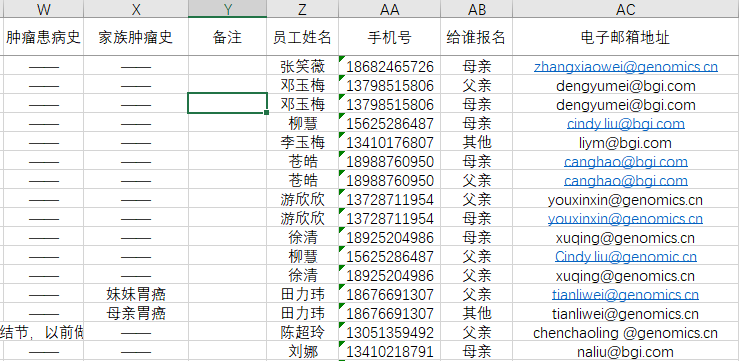 W X Y Z AA AB AC
肿瘤患病史 家族肿瘤史 备注 员工姓名 手机号 给谁报名 电子邮箱地址
—— —— 张笑薇 18682465726 母亲 zhangxiaowei@genomics.cn
—— —— 邓玉梅 13798515806 父亲 dengyumei@bgi.com
—— —— 邓玉梅 13798515806 母亲 dengyumei@bgi.com
—— —— 柳慧 15625286487 母亲 cindy.liu@bgi.com
—— —— 李玉梅 13410176807 其他 liym@bgi.com
—— —— 苍皓 18988760950 母亲 canghao@bgi.com
—— —— 苍皓 18988760950 父亲 canghao@bgi.com
—— —— 游欣欣 13728711954 父亲 youxinxin@genomics.cn
—— —— 游欣欣 13728711954 母亲 youxinxin@genomics.cn
—— —— 徐清 18925204986 母亲 xuqing@genomics.cn
—— —— 柳慧 15625286487 父亲 Cindy.liu@genomic.cn
—— —— 徐清 18925204986 父亲 xuqing@genomics.cn
—— 妹妹胃癌 田力玮 18676691307 父亲 tianliwei@genomics.cn
—— 母亲胃癌 田力玮 18676691307 其他 tianliwei@genomics.cn
结节，以前做 —— 陈超玲 13051359492 父亲 chenchaoling @genomics.cn
—— —— 刘娜 13410218791 母亲 naliu@bgi.com